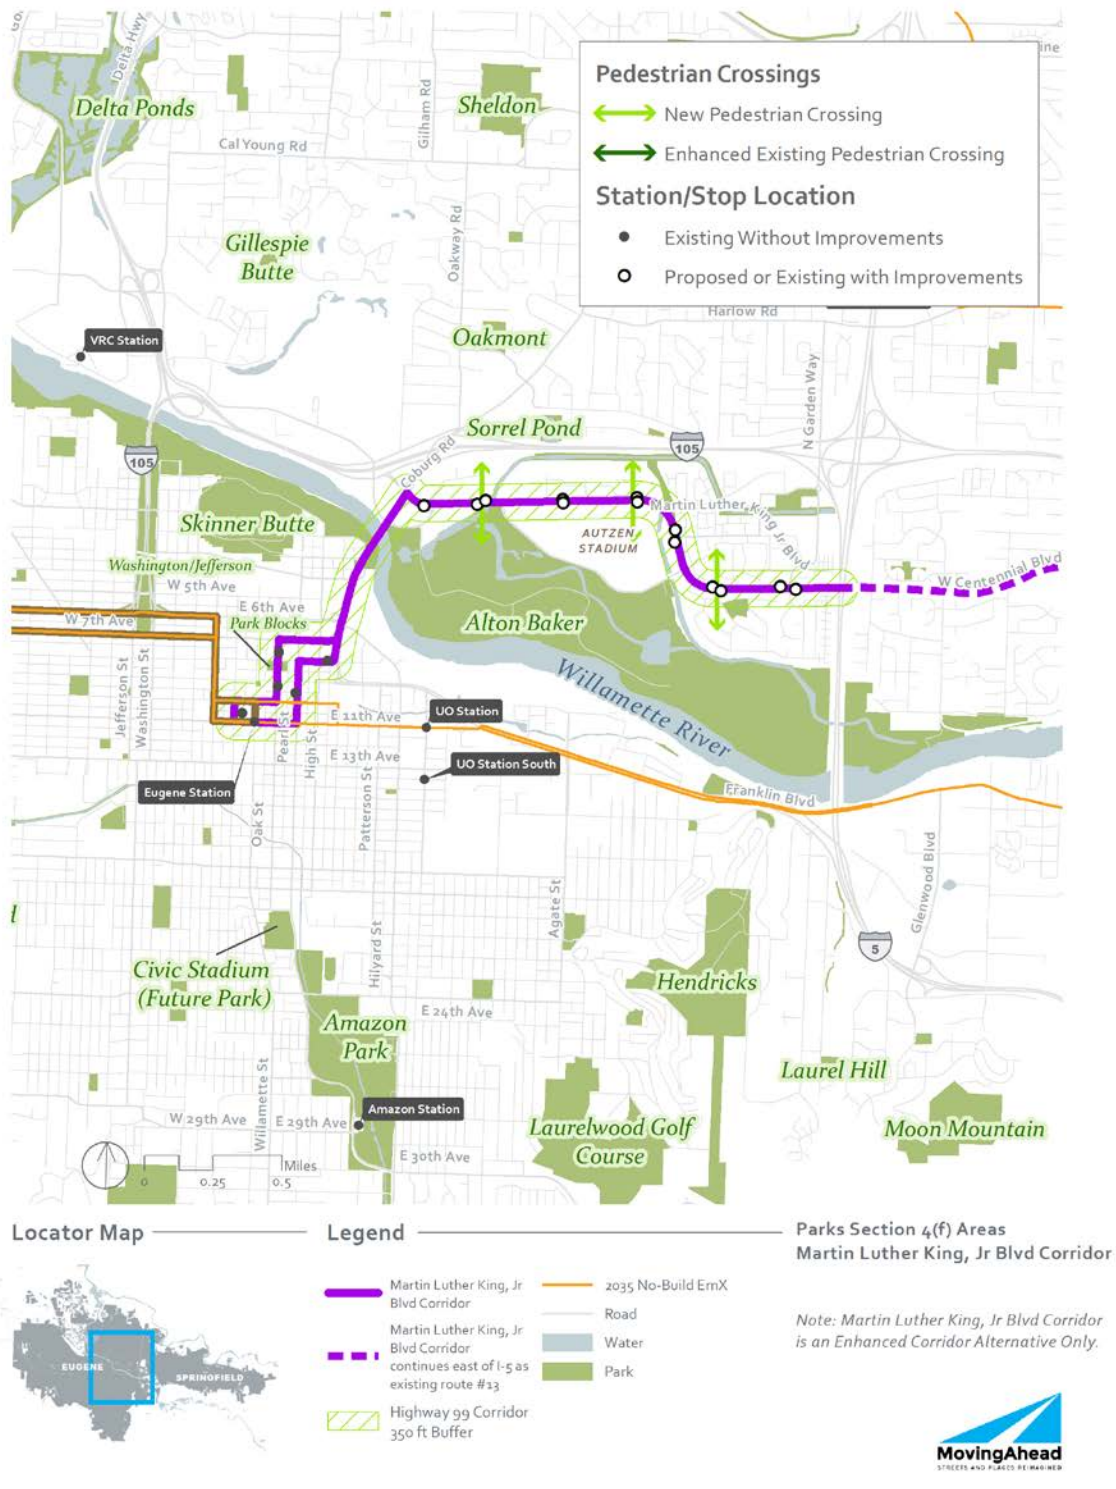 Delta Hwy
Delta Ponds
Gilham Rd
Sheldon
Cal Young Rd
Pedestrian Crossings
New Pedestrian Crossing
Enhanced Existing Pedestrian Crossing
Station/Stop Location
Existing Without Improvements
Proposed or Existing with Improvements
Gillespie
Butte
Oakway Rd
Harlow Rd
VRC Station
Oakmont
N Garden Way
Sorrel Pond
Coburg Rd
105
105
Martin Luther King Jr Blvd
Skinner Butte
AUTZEN
STADIUM
Washington/Jefferson
W 5th Ave
W Centennial Blvd
E 6th Ave
Park Blocks
W 7th Ave
Alton Baker
Willamette River
Jefferson St
Washington St
Pearl St
High St
E 11th Ave
UO Station
E 13th Ave
UO Station South
Eugene Station
Patterson St
Franklin Blvd
Oak St
Glenwood Blvd
Agate St
Hilyard St
5
Civic Stadium
(Future Park)
Hendricks
E 24th Ave
Amazon
Park
Laurel Hill
Willamette St
W 29th Ave
E 29th Ave
Amazon Station
Laurelwood Golf
Course
Moon Mountain
E 30th Ave
Miles
0
0.25
0.5
Locator Map
EUGENE
SPRINGFIELD
Legend
Martin Luther King, Jr
Blvd Corridor
Martin Luther King, Jr
Blvd Corridor
continues east of I-5 as
existing route #13
Highway 99 Corridor
350 ft Buffer
2035 No-Build EmX
Road
Water
Park
Parks Section 4(f) Areas
Martin Luther King, Jr Blvd Corridor
Note: Martin Luther King, Jr Blvd Corridor
is an Enhanced Corridor Alternative Only.
MovingAhead
STREETS AND PLACES REIMAGINED